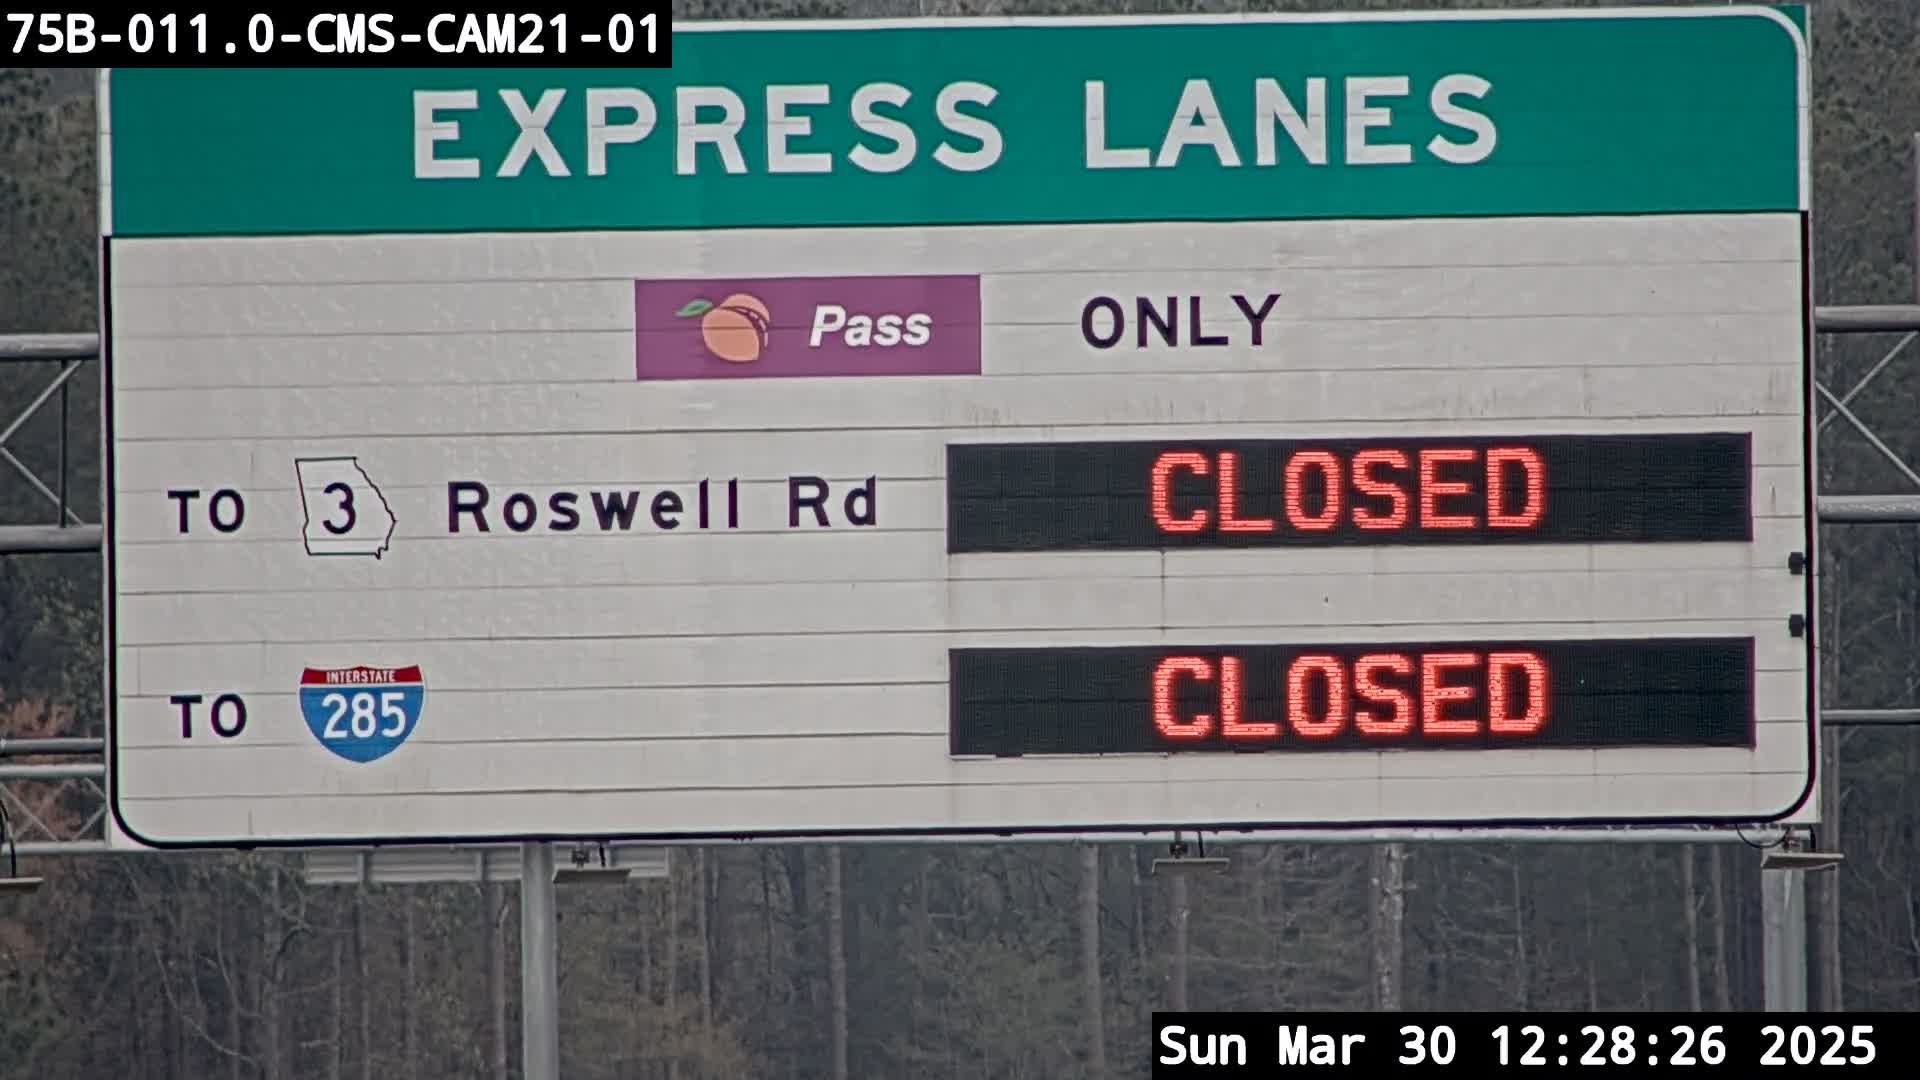 75B-011.0-CMS-CAM21-01
EXPRESS LANES
Pass ONLY
TO 3 Roswell Rd CLOSED
TO INTERSTATE 285 CLOSED
Sun Mar 30 12:28:26 2025